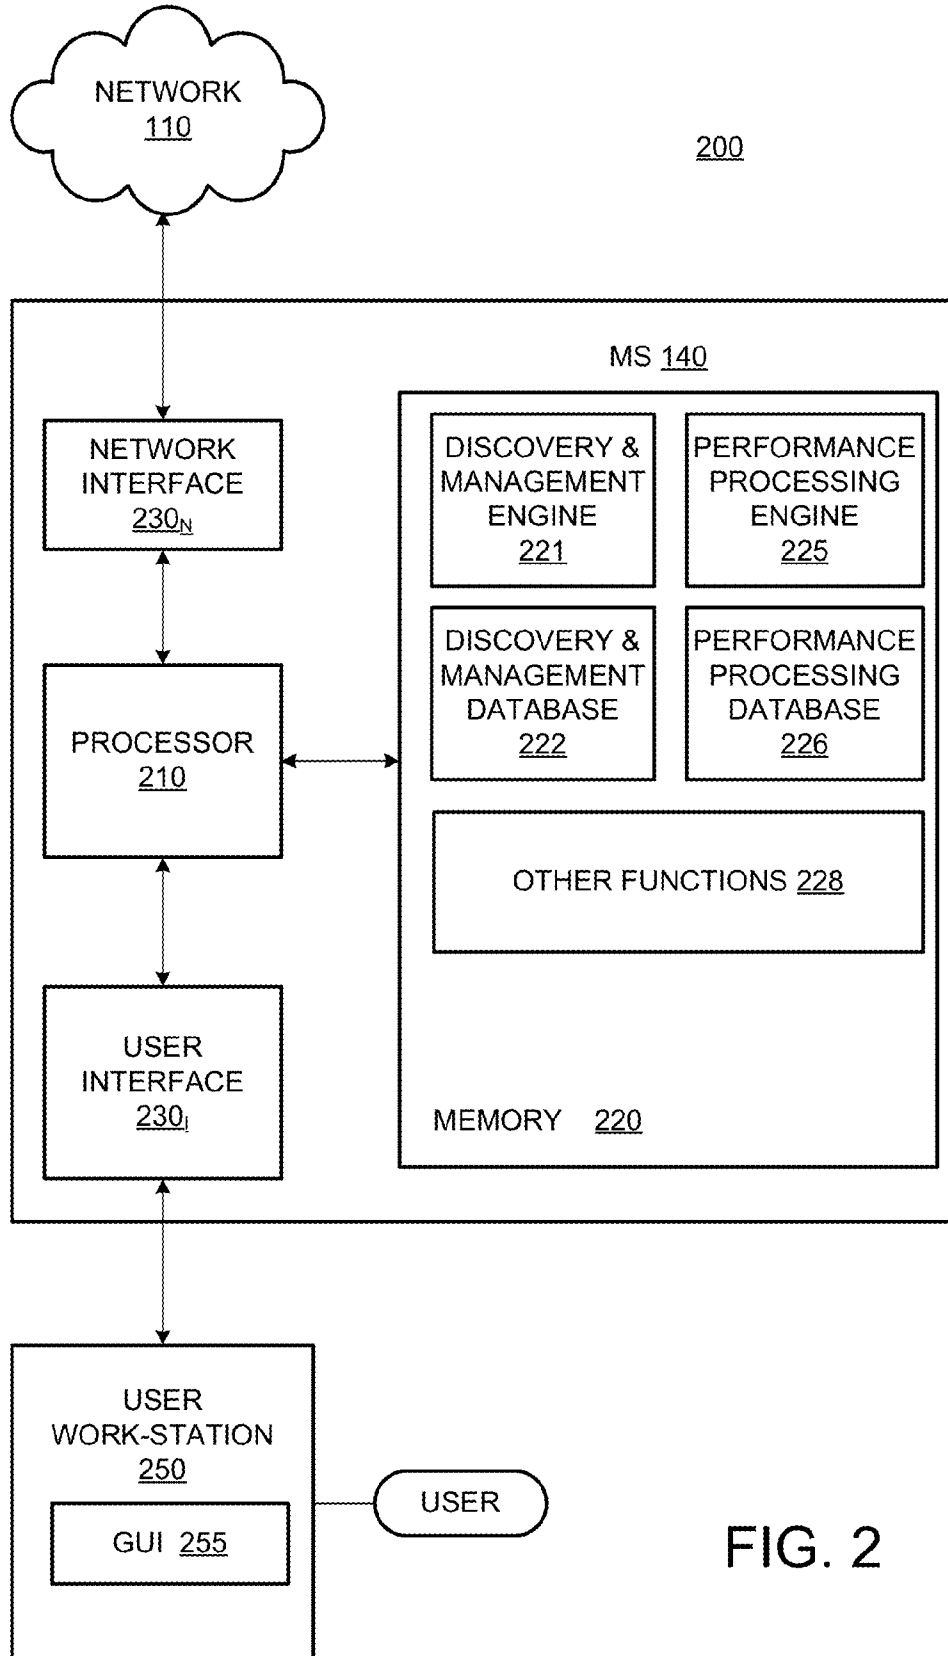 NETWORK
110
200
MS 140
NETWORK
INTERFACE
230N
DISCOVERY &
MANAGEMENT
ENGINE
221
PERFORMANCE
PROCESSING
ENGINE
225
DISCOVERY &
MANAGEMENT
DATABASE
222
PERFORMANCE
PROCESSING
DATABASE
226
PROCESSOR
210
OTHER FUNCTIONS 228
USER
INTERFACE
230I
MEMORY 220
USER
WORK-STATION
250
GUI 255
USER
FIG. 2